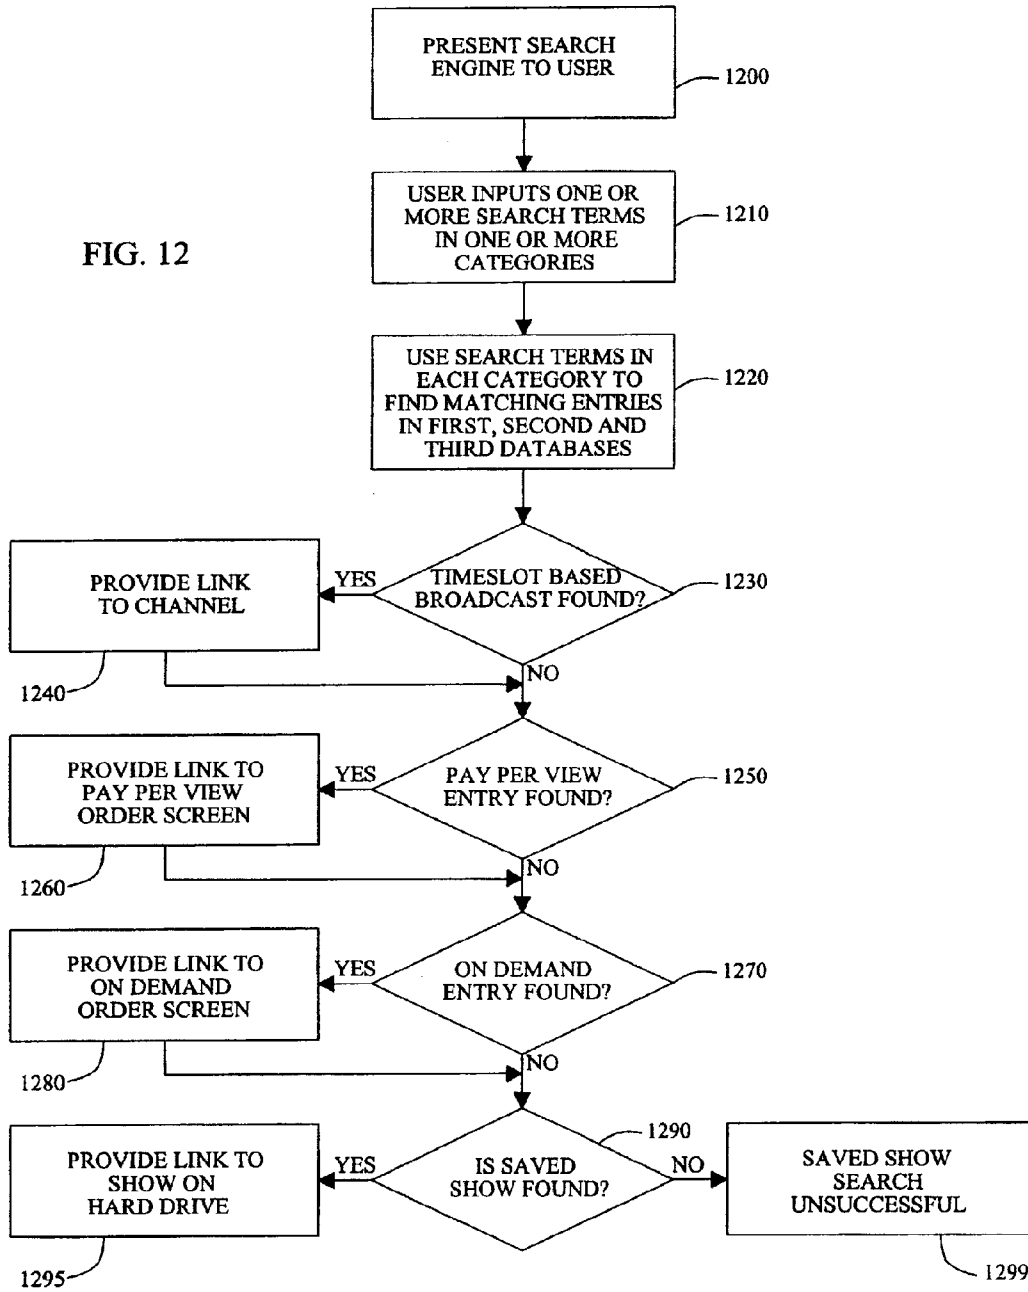 PRESENT SEARCH
ENGINE TO USER
1200
USER INPUTS ONE OR
MORE SEARCH TERMS
IN ONE OR MORE
CATEGORIES
1210
FIG. 12
USE SEARCH TERMS IN
EACH CATEGORY TO
FIND MATCHING ENTRIES
IN FIRST, SECOND AND
THIRD DATABASES
1220
PROVIDE LINK
TO CHANNEL
YES
TIMESLOT BASED
BROADCAST FOUND?
1230
1240
NO
PROVIDE LINK TO
PAY PER VIEW
ORDER SCREEN
YES
PAY PER VIEW
ENTRY FOUND?
1250
1260
NO
PROVIDE LINK TO
ON DEMAND
ORDER SCREEN
YES
ON DEMAND
ENTRY FOUND?
1270
1280
NO
PROVIDE LINK TO
SHOW ON
HARD DRIVE
YES
IS SAVED
SHOW FOUND?
1290
NO
SAVED SHOW
SEARCH
UNSUCCESSFUL
1295
1299